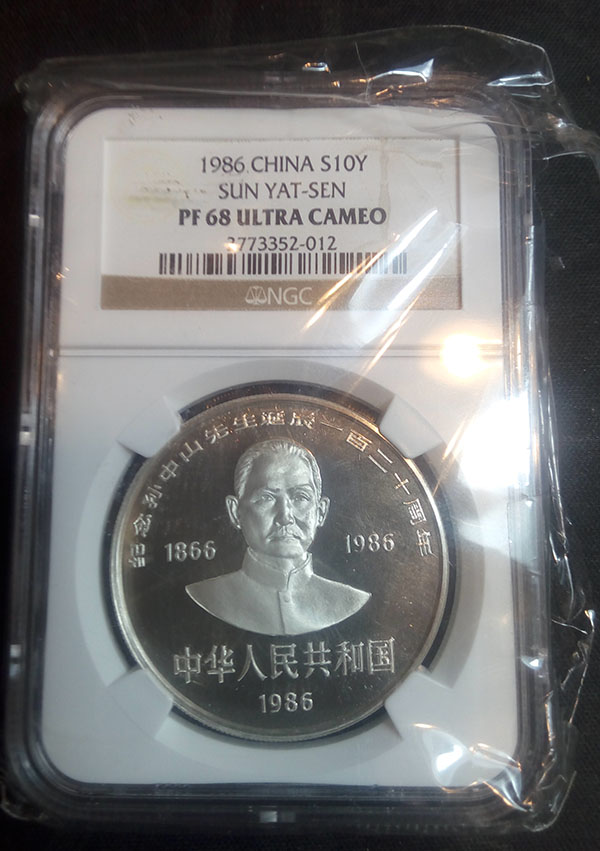 1986 CHINA S10Y
SUN YAT-SEN
PF 68 ULTRA CAMEO
3773352-012
NGC
纪念孙中山先生诞辰一百二十周年
1866
1986
中华人民共和国
1986